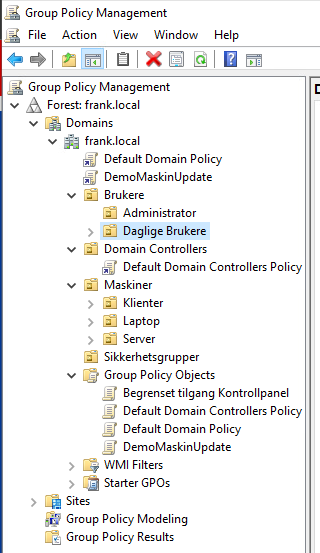 Group Policy Management
File Action View Window Help
Group Policy Management
Forest: frank.local
Domains
frank.local
Default Domain Policy
DemoMaskinUpdate
Brukere
Administrator
Daglige Brukere
Domain Controllers
Default Domain Controllers Policy
Maskiner
Klienter
Laptop
Server
Sikkerhetsgrupper
Group Policy Objects
Begrenset tilgang Kontrollpanel
Default Domain Controllers Policy
Default Domain Policy
DemoMaskinUpdate
WMI Filters
Starter GPOs
Sites
Group Policy Modeling
Group Policy Results